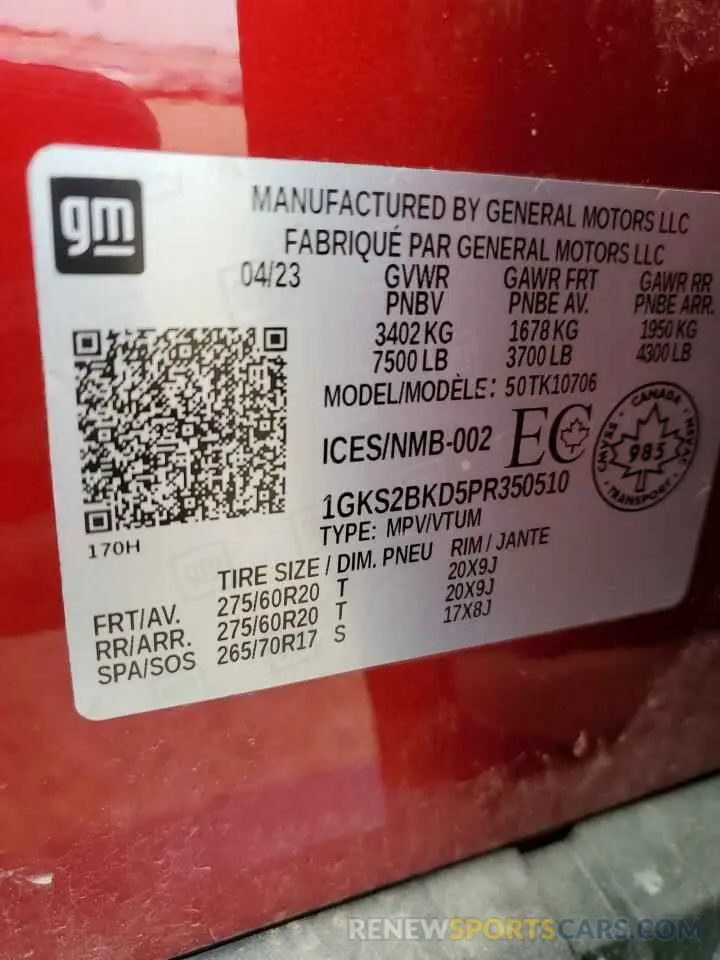 gm
MANUFACTURED BY GENERAL MOTORS LLC
FABRIQUÉ PAR GENERAL MOTORS LLC
04/23 GVWR GAWR FRT GAWR RR
PNBV PNBE AV. PNBE ARR.
3402 KG 1678 KG 1950 KG
7500 LB 3700 LB 4300 LB
MODEL/MODÈLE: 50TK10706
ICES/NMB-002 EC
CANADA
CMVSS 985 NSVAC
TRANSPORT
1GKS2BKD5PR350510
TYPE: MPV/VTUM
170H
TIRE SIZE / DIM. PNEU RIM / JANTE
FRT/AV. 275/60R20 T 20X9J
RR/ARR. 275/60R20 T 20X9J
SPA/SOS 265/70R17 S 17X8J
RENEWSPORTSCARS.COM